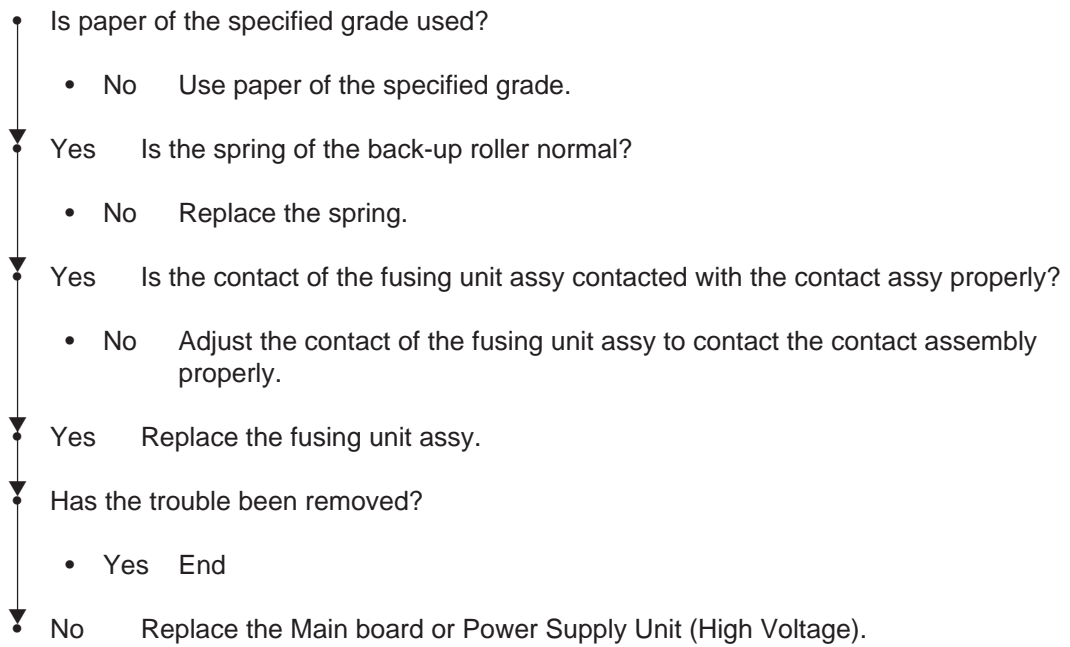 Is paper of the specified grade used?
• No Use paper of the specified grade.
Yes Is the spring of the back-up roller normal?
• No Replace the spring.
Yes Is the contact of the fusing unit assy contacted with the contact assy properly?
• No Adjust the contact of the fusing unit assy to contact the contact assembly
properly.
Yes Replace the fusing unit assy.
Has the trouble been removed?
• Yes End
No Replace the Main board or Power Supply Unit (High Voltage).